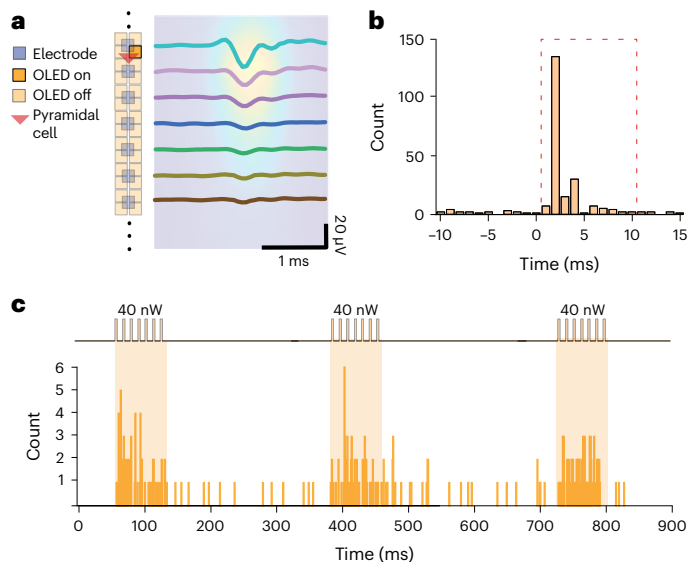 a
Electrode
OLED on
OLED off
Pyramidal
cell
20 µV
1 ms
b
150
100
50
0
Count
−10
−5
0
5
10
15
Time (ms)
c
40 nW
40 nW
40 nW
6
5
4
3
2
1
Count
0
100
200
300
400
500
600
700
800
900
Time (ms)